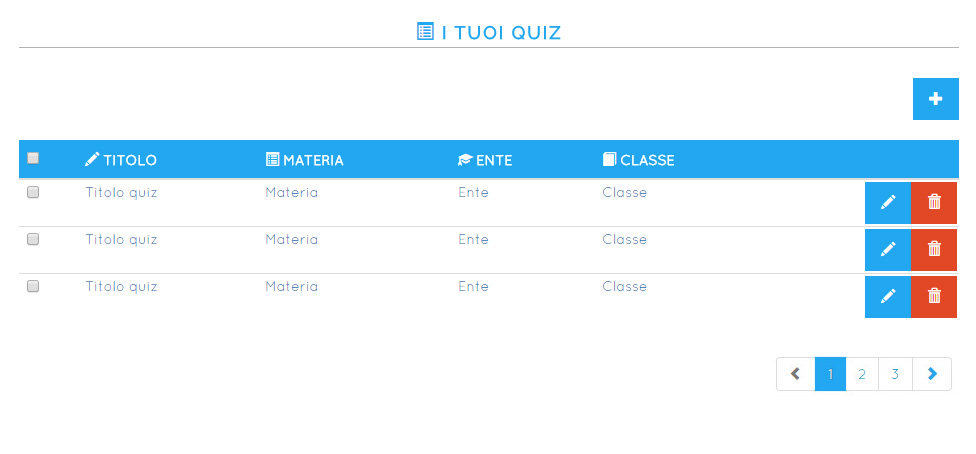 I TUOI QUIZ
TITOLO MATERIA ENTE CLASSE
Titolo quiz Materia Ente Classe
Titolo quiz Materia Ente Classe
Titolo quiz Materia Ente Classe
1 2 3